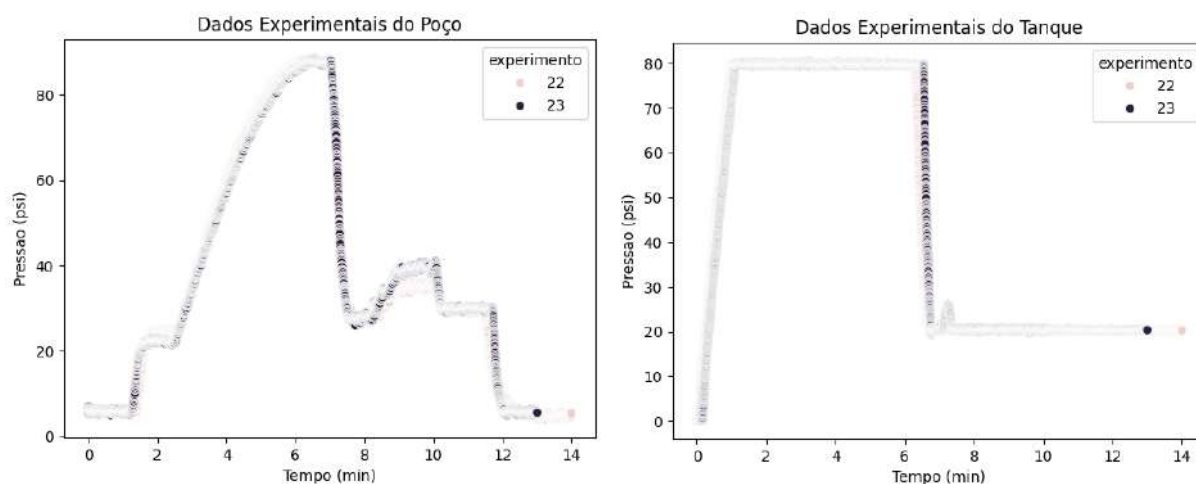 Dados Experimentais do Poço
experimento
22
23
80
60
40
20
0
Pressao (psi)
0 2 4 6 8 10 12 14
Tempo (min)
Dados Experimentais do Tanque
experimento
22
23
80
70
60
50
40
30
20
10
0
Pressao (psi)
0 2 4 6 8 10 12 14
Tempo (min)